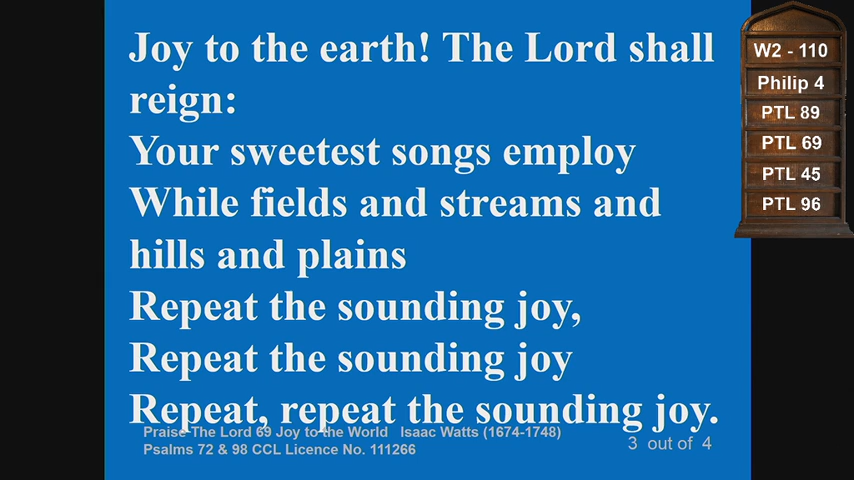 Joy to the earth! The Lord shall
reign:
Your sweetest songs employ
While fields and streams and
hills and plains
Repeat the sounding joy,
Repeat the sounding joy
Repeat, repeat the sounding joy.
Praise The Lord 69 Joy to the World Isaac Watts (1674-1748)
Psalms 72 & 98 CCL Licence No. 111266
3 out of 4
W2 - 110
Philip 4
PTL 89
PTL 69
PTL 45
PTL 96